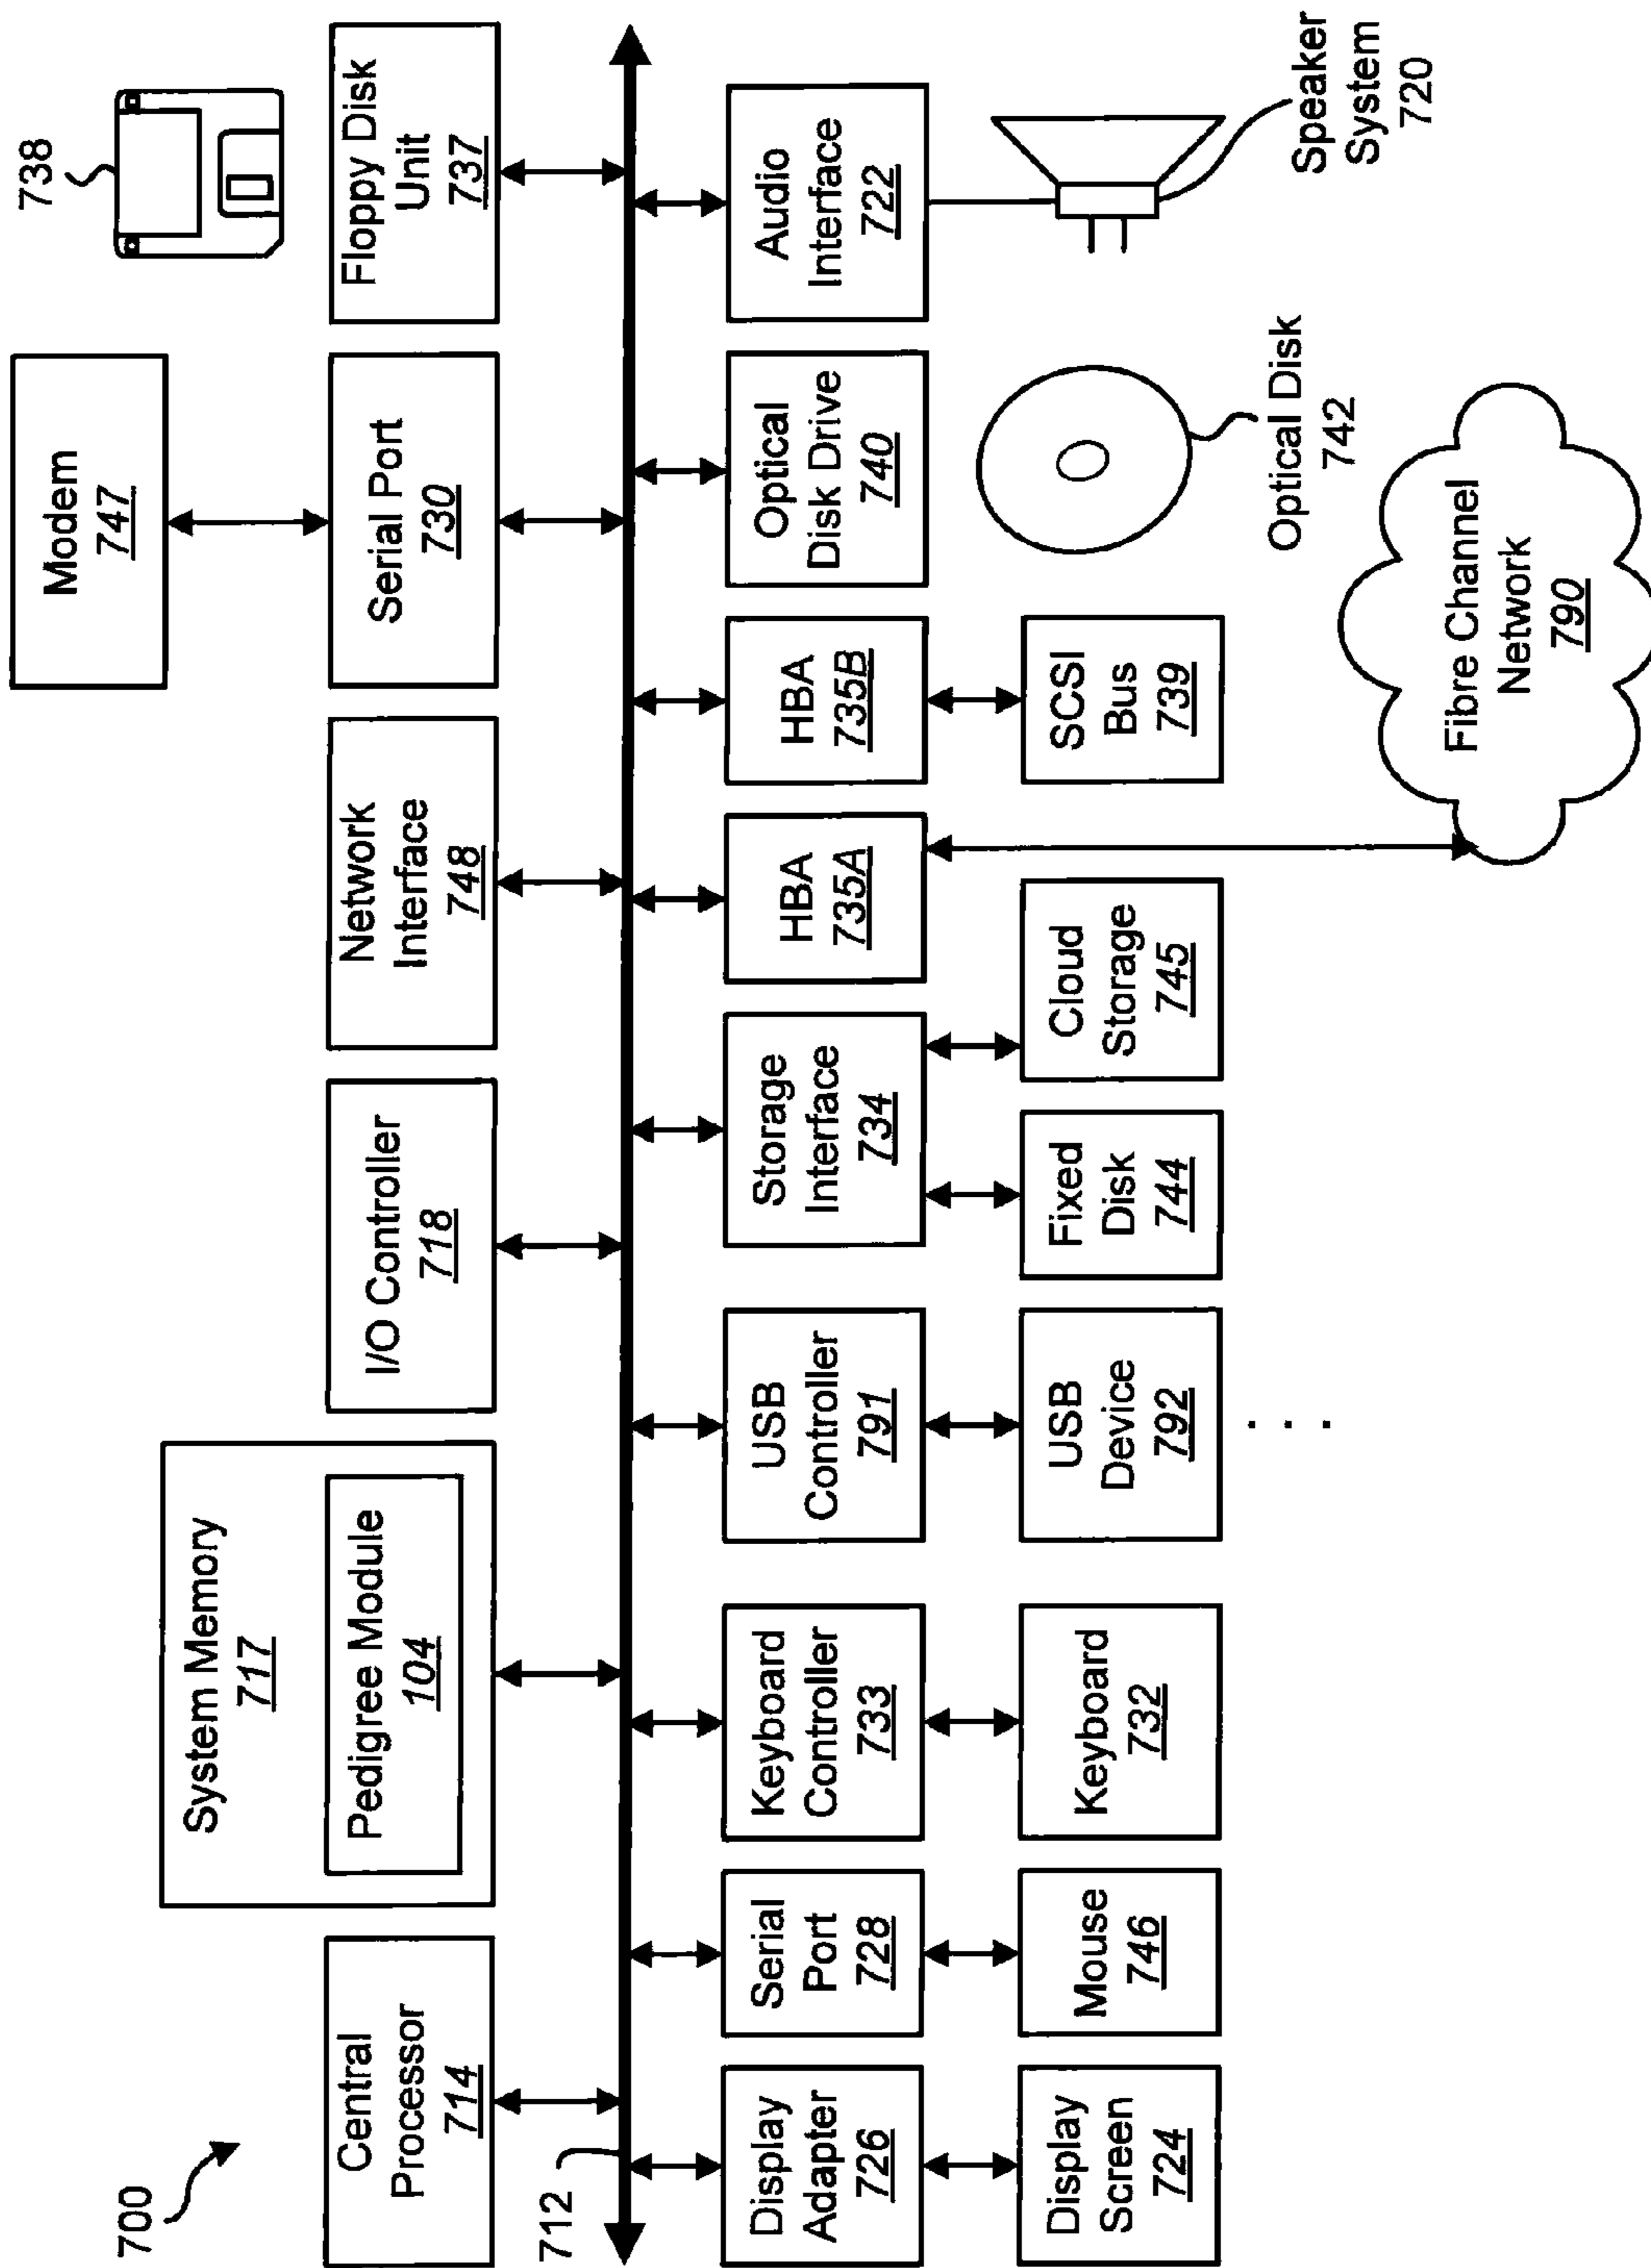 700
Central
Processor
714
System Memory
717
Pedigree Module
104
I/O Controller
718
Network
Interface
748
Modem
747
Serial Port
730
738
Floppy Disk
Unit
737
712
Display
Adapter
726
Serial
Port
728
Keyboard
Controller
733
USB
Controller
791
Storage
Interface
734
HBA
735A
HBA
735B
Optical
Disk Drive
740
Audio
Interface
722
Display
Screen
724
Mouse
746
Keyboard
732
USB
Device
792
. . .
Fixed
Disk
744
Cloud
Storage
745
SCSI
Bus
739
Optical Disk
742
Speaker
System
720
Fibre Channel
Network
790